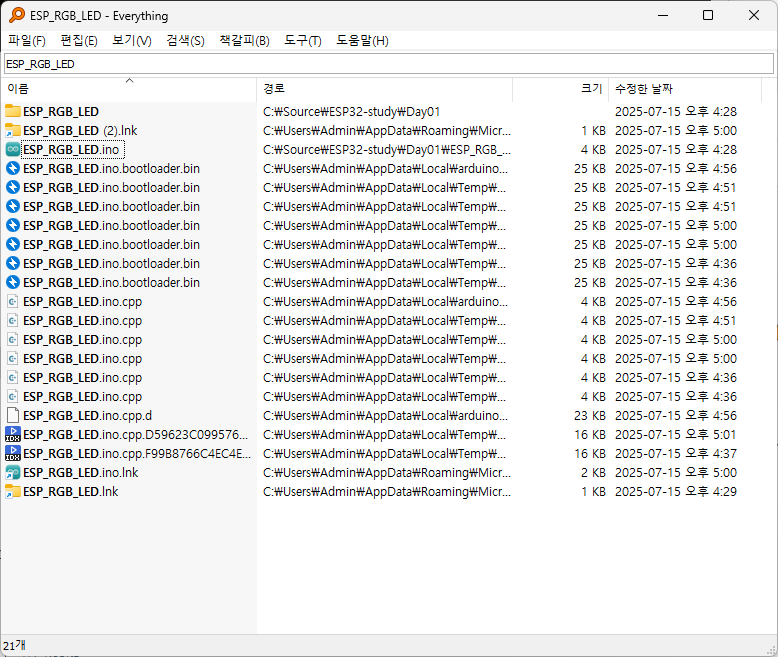 ESP_RGB_LED - Everything
파일(F) 편집(E) 보기(V) 검색(S) 책갈피(B) 도구(T) 도움말(H)
ESP_RGB_LED
이름 경로 크기 수정한 날짜
ESP_RGB_LED C:₩Source₩ESP32-study₩Day01 2025-07-15 오후 4:28
ESP_RGB_LED (2).lnk C:₩Users₩Admin₩AppData₩Roaming₩Micr... 1 KB 2025-07-15 오후 5:00
ESP_RGB_LED.ino C:₩Source₩ESP32-study₩Day01₩ESP_RGB_... 4 KB 2025-07-15 오후 4:28
ESP_RGB_LED.ino.bootloader.bin C:₩Users₩Admin₩AppData₩Local₩arduino... 25 KB 2025-07-15 오후 4:56
ESP_RGB_LED.ino.bootloader.bin C:₩Users₩Admin₩AppData₩Local₩Temp₩... 25 KB 2025-07-15 오후 4:51
ESP_RGB_LED.ino.bootloader.bin C:₩Users₩Admin₩AppData₩Local₩Temp₩... 25 KB 2025-07-15 오후 4:51
ESP_RGB_LED.ino.bootloader.bin C:₩Users₩Admin₩AppData₩Local₩Temp₩... 25 KB 2025-07-15 오후 5:00
ESP_RGB_LED.ino.bootloader.bin C:₩Users₩Admin₩AppData₩Local₩Temp₩... 25 KB 2025-07-15 오후 5:00
ESP_RGB_LED.ino.bootloader.bin C:₩Users₩Admin₩AppData₩Local₩Temp₩... 25 KB 2025-07-15 오후 4:36
ESP_RGB_LED.ino.bootloader.bin C:₩Users₩Admin₩AppData₩Local₩Temp₩... 25 KB 2025-07-15 오후 4:36
ESP_RGB_LED.ino.cpp C:₩Users₩Admin₩AppData₩Local₩arduino... 4 KB 2025-07-15 오후 4:56
ESP_RGB_LED.ino.cpp C:₩Users₩Admin₩AppData₩Local₩Temp₩... 4 KB 2025-07-15 오후 4:51
ESP_RGB_LED.ino.cpp C:₩Users₩Admin₩AppData₩Local₩Temp₩... 4 KB 2025-07-15 오후 5:00
ESP_RGB_LED.ino.cpp C:₩Users₩Admin₩AppData₩Local₩Temp₩... 4 KB 2025-07-15 오후 5:00
ESP_RGB_LED.ino.cpp C:₩Users₩Admin₩AppData₩Local₩Temp₩... 4 KB 2025-07-15 오후 4:36
ESP_RGB_LED.ino.cpp C:₩Users₩Admin₩AppData₩Local₩Temp₩... 4 KB 2025-07-15 오후 4:36
ESP_RGB_LED.ino.cpp.d C:₩Users₩Admin₩AppData₩Local₩arduino... 23 KB 2025-07-15 오후 4:56
IDX ESP_RGB_LED.ino.cpp.D59623C099576... C:₩Users₩Admin₩AppData₩Local₩Temp₩... 16 KB 2025-07-15 오후 5:01
IDX ESP_RGB_LED.ino.cpp.F99B8766C4EC4E... C:₩Users₩Admin₩AppData₩Local₩Temp₩... 16 KB 2025-07-15 오후 4:37
ESP_RGB_LED.ino.lnk C:₩Users₩Admin₩AppData₩Roaming₩Micr... 2 KB 2025-07-15 오후 5:00
ESP_RGB_LED.lnk C:₩Users₩Admin₩AppData₩Roaming₩Micr... 1 KB 2025-07-15 오후 4:29
21개